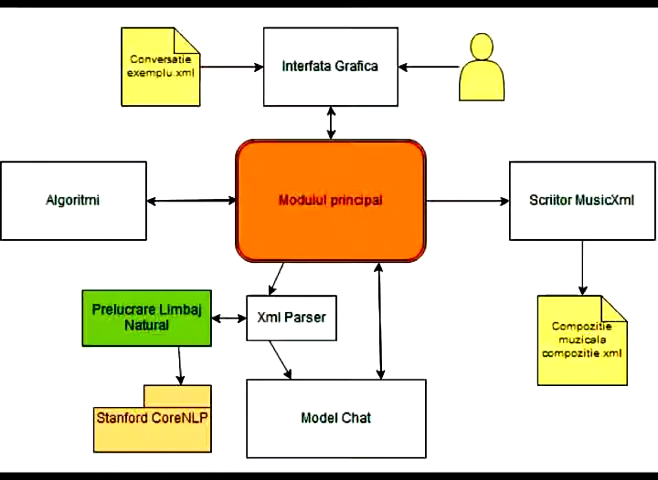 Conversatie
exemplu.xml
Interfata Grafica
Algoritmi
Modulul principal
Scriitor MusicXml
Prelucrare Limbaj
Natural
Xml Parser
Compozitie
muzicala
compozitie.xml
Stanford CoreNLP
Model Chat